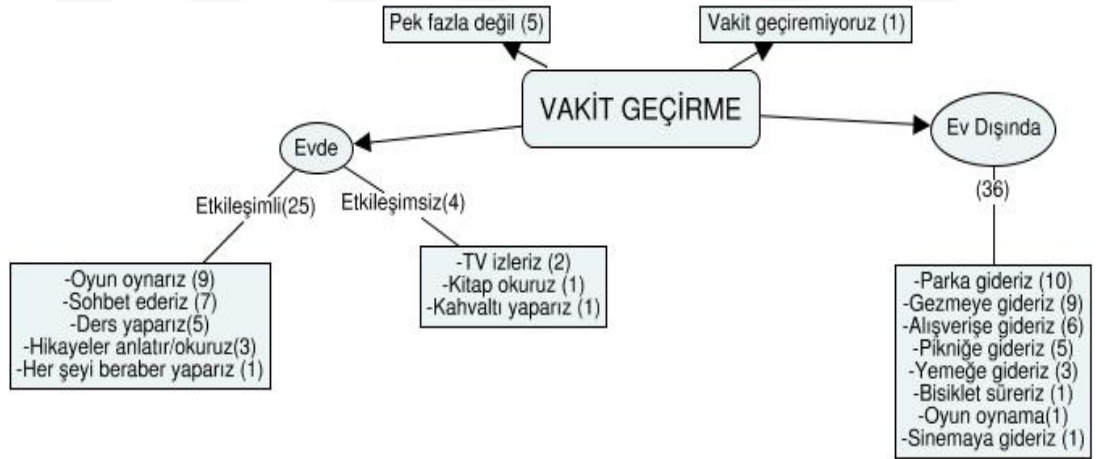 Pek fazla değil (5)
Vakit geçiremiyoruz (1)
VAKİT GEÇİRME
Evde
Ev Dışında
Etkileşimli(25)
Etkileşimsiz(4)
(36)
-Oyun oynarız (9)
-Sohbet ederiz (7)
-Ders yaparız(5)
-Hikayeler anlatır/okuruz(3)
-Her şeyi beraber yaparız (1)
-TV izleriz (2)
-Kitap okuruz (1)
-Kahvaltı yaparız (1)
-Parka gideriz (10)
-Gezmeye gideriz (9)
-Alışverişe gideriz (6)
-Pikniğe gideriz (5)
-Yemeğe gideriz (3)
-Bisiklet süreriz (1)
-Oyun oynama(1)
-Sinemaya gideriz (1)